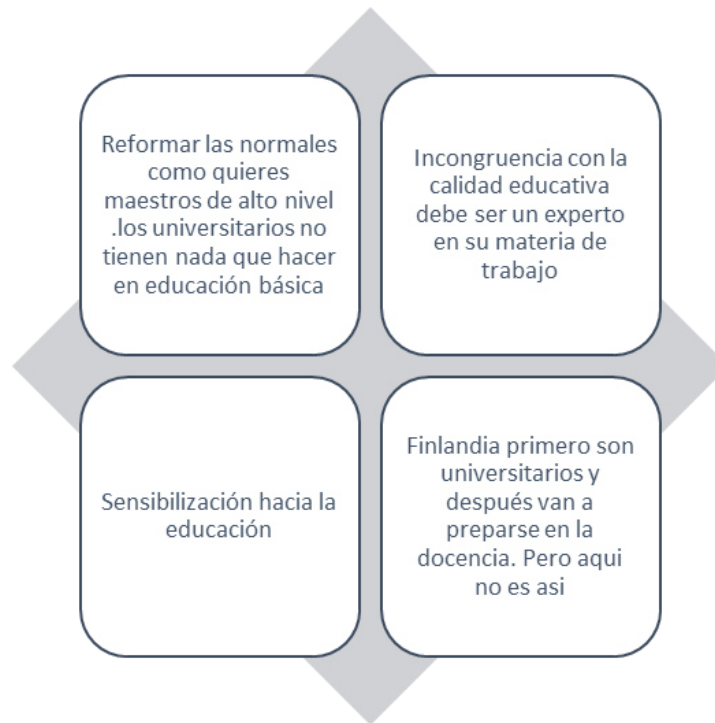 Reformar las normales
como quieres
maestros de alto nivel
.los universitarios no
tienen nada que hacer
en educación básica
Incongruencia con la
calidad educativa
debe ser un experto
en su materia de
trabajo
Sensibilización hacia la
educación
Finlandia primero son
universitarios y
después van a
preparse en la
docencia. Pero aqui
no es asi